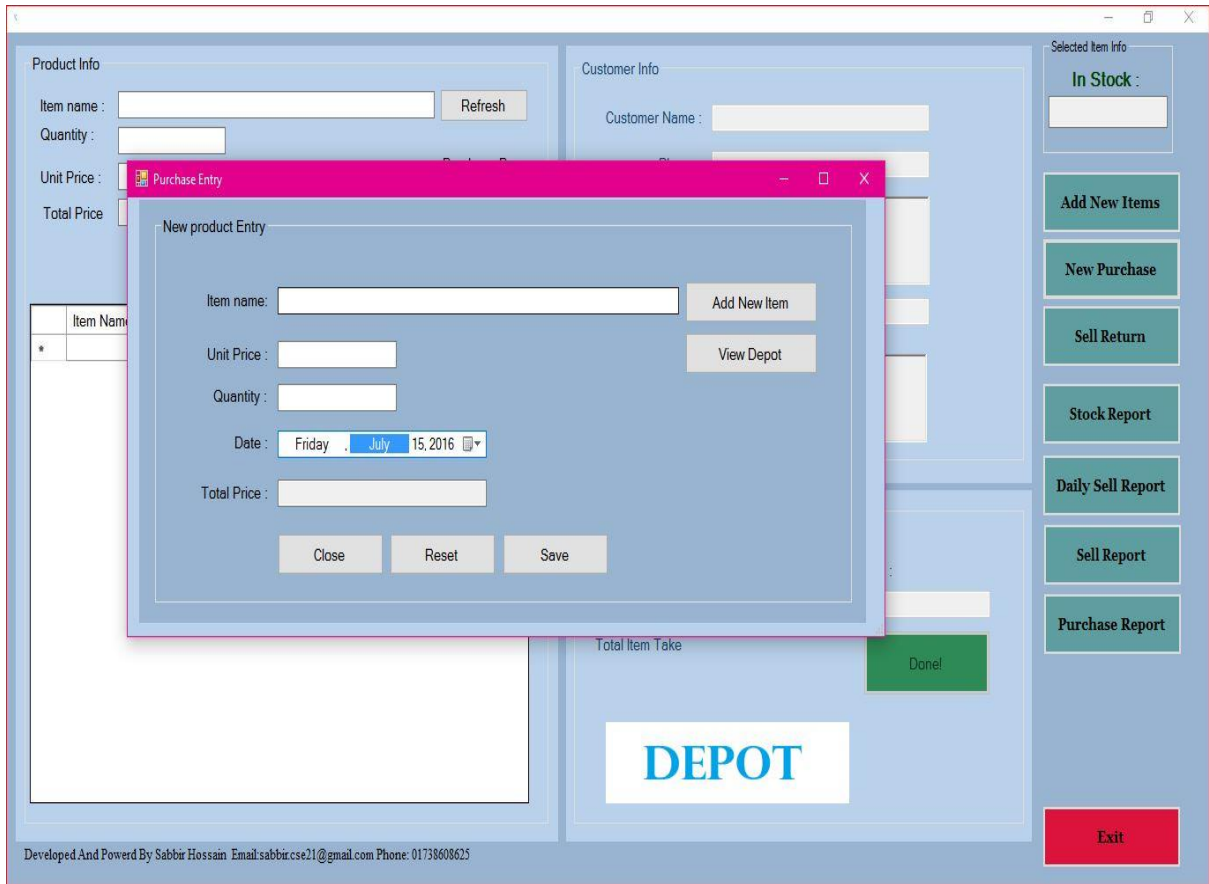 Product Info
Item name :
Refresh
Quantity :
Unit Price :
Total Price
Item Name
*
Customer Info
Customer Name :
Selected Item Info
In Stock :
Add New Items
New Purchase
Sell Return
Stock Report
Daily Sell Report
Sell Report
Purchase Report
Exit
Purchase Entry
New product Entry
Item name:
Add New Item
Unit Price :
View Depot
Quantity :
Date :
Friday , July 15, 2016
Total Price :
Close
Reset
Save
:
Total Item Take
Done!
DEPOT
Developed And Powerd By Sabbir Hossain Email:sabbir.cse21@gmail.com Phone: 01738608625